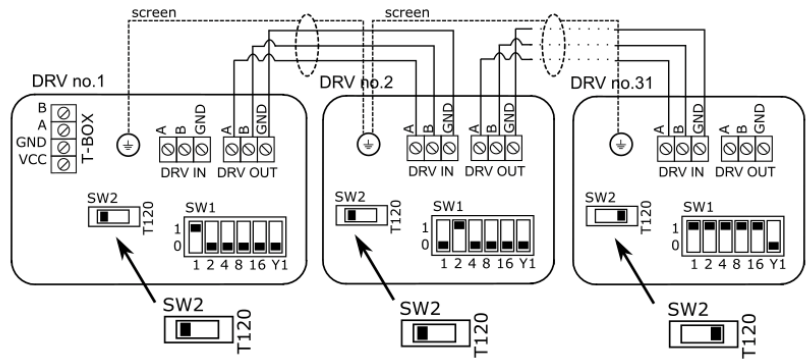 screen
screen
DRV no.1
DRV no.2
DRV no.31
B
A
GND
VCC
T-BOX
A B GND
DRV IN
A B GND
DRV OUT
SW2
T120
SW1
1
0
1 2 4 8 16 Y1
SW2
T120
A B GND
DRV IN
A B GND
DRV OUT
SW2
T120
SW1
1
0
1 2 4 8 16 Y1
SW2
T120
A B GND
DRV IN
A B GND
DRV OUT
SW2
T120
SW1
1
0
1 2 4 8 16 Y1
SW2
T120